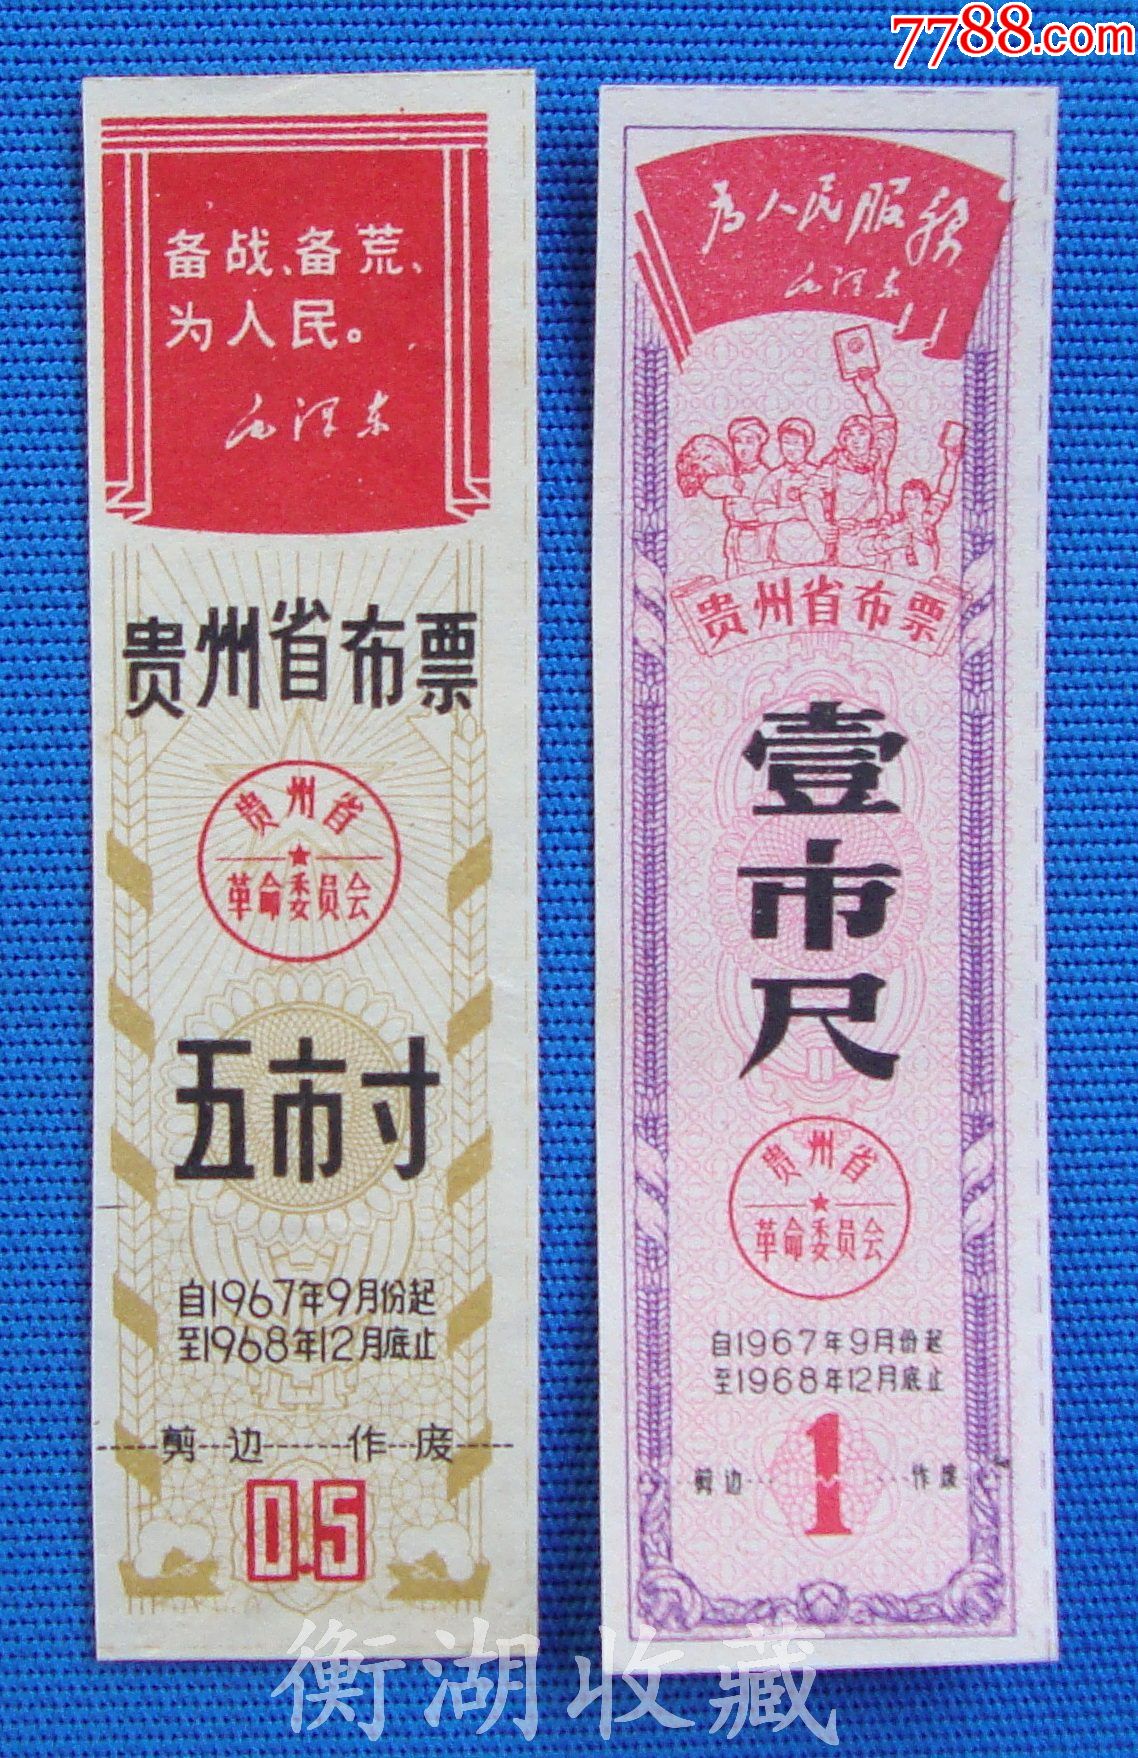 7788.com
备战、备荒、
为人民。
毛泽东
贵州省布票
贵州省
革命委员会
五市寸
自1967年9月份起
至1968年12月底止
剪边 作废
0.5
为人民服务
毛泽东
贵州省布票
壹市尺
贵州省
革命委员会
自1967年9月份起
至1968年12月底止
剪边 作废
1
衡湖收藏